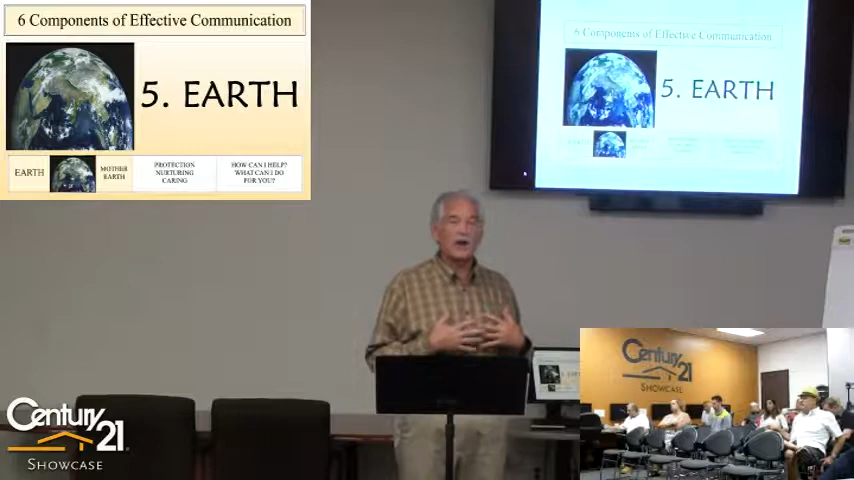 6 Components of Effective Communication
5. EARTH
EARTH
MOTHER
EARTH
PROTECTION
NURTURING
CARING
HOW CAN I HELP?
WHAT CAN I DO
FOR YOU?
6 Components of Effective Communication
5. EARTH
Century 21
SHOWCASE
Century 21
SHOWCASE